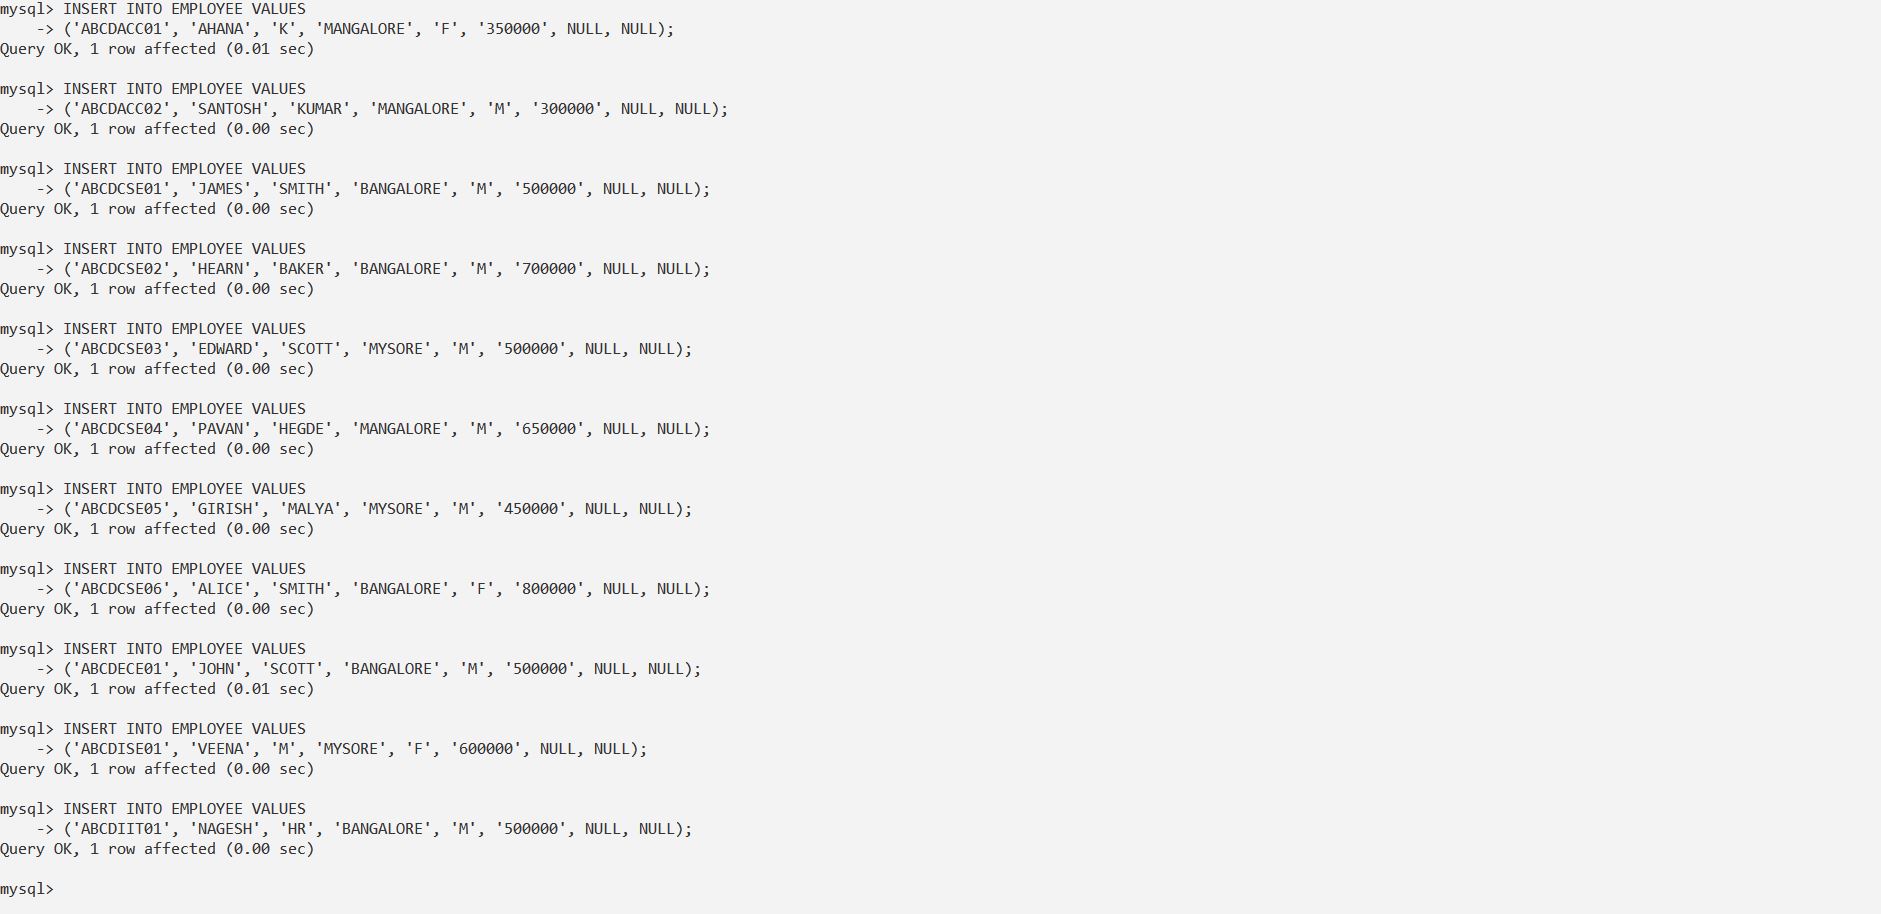 mysql> INSERT INTO EMPLOYEE VALUES
    -> ('ABCDACC01', 'AHANA', 'K', 'MANGALORE', 'F', '350000', NULL, NULL);
Query OK, 1 row affected (0.01 sec)

mysql> INSERT INTO EMPLOYEE VALUES
    -> ('ABCDACC02', 'SANTOSH', 'KUMAR', 'MANGALORE', 'M', '300000', NULL, NULL);
Query OK, 1 row affected (0.00 sec)

mysql> INSERT INTO EMPLOYEE VALUES
    -> ('ABCDCSE01', 'JAMES', 'SMITH', 'BANGALORE', 'M', '500000', NULL, NULL);
Query OK, 1 row affected (0.00 sec)

mysql> INSERT INTO EMPLOYEE VALUES
    -> ('ABCDCSE02', 'HEARN', 'BAKER', 'BANGALORE', 'M', '700000', NULL, NULL);
Query OK, 1 row affected (0.00 sec)

mysql> INSERT INTO EMPLOYEE VALUES
    -> ('ABCDCSE03', 'EDWARD', 'SCOTT', 'MYSORE', 'M', '500000', NULL, NULL);
Query OK, 1 row affected (0.00 sec)

mysql> INSERT INTO EMPLOYEE VALUES
    -> ('ABCDCSE04', 'PAVAN', 'HEGDE', 'MANGALORE', 'M', '650000', NULL, NULL);
Query OK, 1 row affected (0.00 sec)

mysql> INSERT INTO EMPLOYEE VALUES
    -> ('ABCDCSE05', 'GIRISH', 'MALYA', 'MYSORE', 'M', '450000', NULL, NULL);
Query OK, 1 row affected (0.00 sec)

mysql> INSERT INTO EMPLOYEE VALUES
    -> ('ABCDCSE06', 'ALICE', 'SMITH', 'BANGALORE', 'F', '800000', NULL, NULL);
Query OK, 1 row affected (0.00 sec)

mysql> INSERT INTO EMPLOYEE VALUES
    -> ('ABCDECE01', 'JOHN', 'SCOTT', 'BANGALORE', 'M', '500000', NULL, NULL);
Query OK, 1 row affected (0.01 sec)

mysql> INSERT INTO EMPLOYEE VALUES
    -> ('ABCDISE01', 'VEENA', 'M', 'MYSORE', 'F', '600000', NULL, NULL);
Query OK, 1 row affected (0.00 sec)

mysql> INSERT INTO EMPLOYEE VALUES
    -> ('ABCDIIT01', 'NAGESH', 'HR', 'BANGALORE', 'M', '500000', NULL, NULL);
Query OK, 1 row affected (0.00 sec)

mysql>